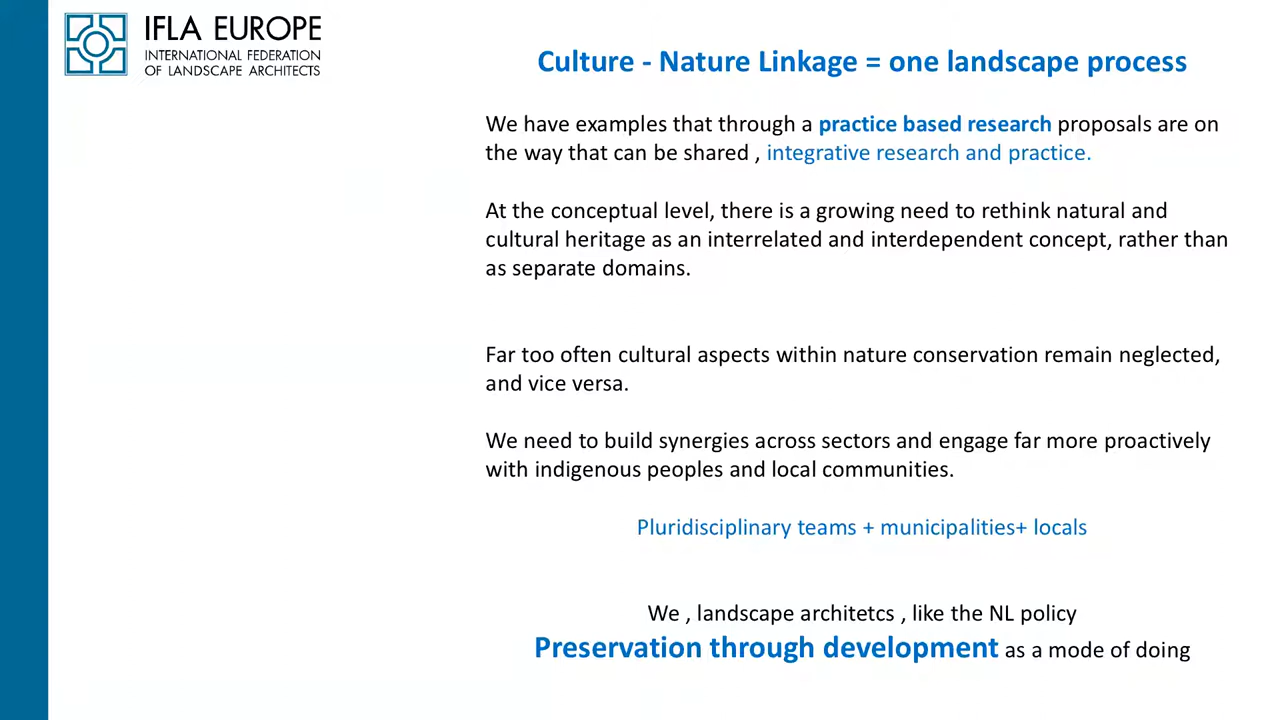 IFLA EUROPE
INTERNATIONAL FEDERATION
OF LANDSCAPE ARCHITECTS
Culture - Nature Linkage = one landscape process
We have examples that through a practice based research proposals are on
the way that can be shared , integrative research and practice.
At the conceptual level, there is a growing need to rethink natural and
cultural heritage as an interrelated and interdependent concept, rather than
as separate domains.
Far too often cultural aspects within nature conservation remain neglected,
and vice versa.
We need to build synergies across sectors and engage far more proactively
with indigenous peoples and local communities.
Pluridisciplinary teams + municipalities+ locals
We , landscape architetcs , like the NL policy
Preservation through development as a mode of doing